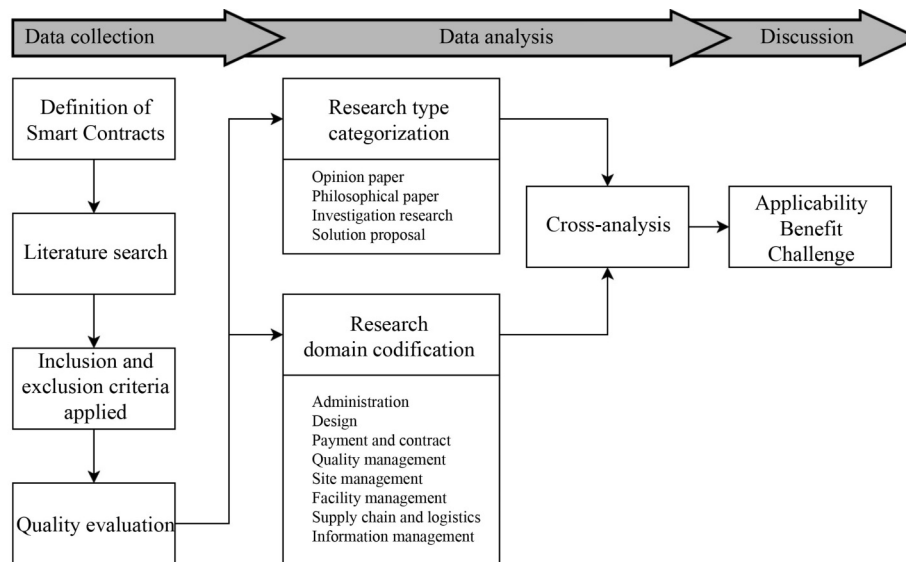 Data collection
Data analysis
Discussion
Definition of
Smart Contracts
Literature search
Inclusion and
exclusion criteria
applied
Quality evaluation
Research type
categorization
Opinion paper
Philosophical paper
Investigation research
Solution proposal
Research
domain codification
Administration
Design
Payment and contract
Quality management
Site management
Facility management
Supply chain and logistics
Information management
Cross-analysis
Applicability
Benefit
Challenge